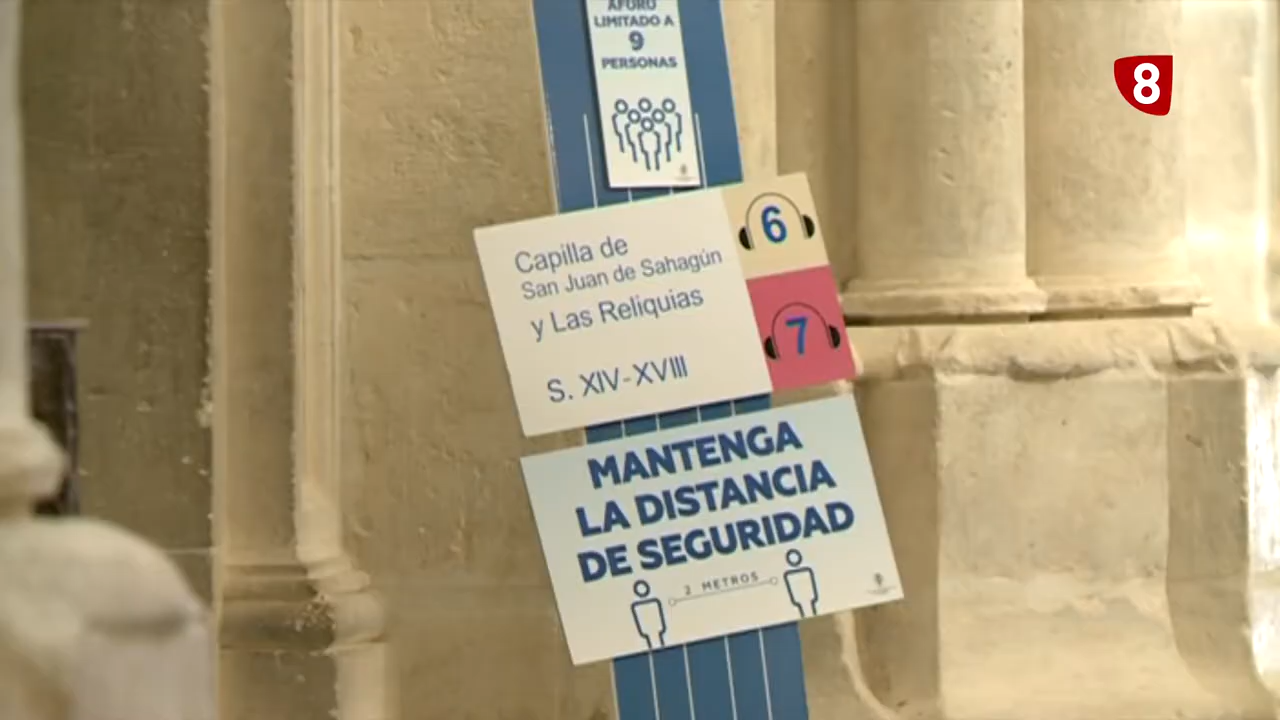 AFORO
LIMITADO A
9
PERSONAS
8
Capilla de
San Juan de Sahagún
y Las Reliquias
S. XIV-XVIII
6
7
MANTENGA
LA DISTANCIA
DE SEGURIDAD
2 METROS